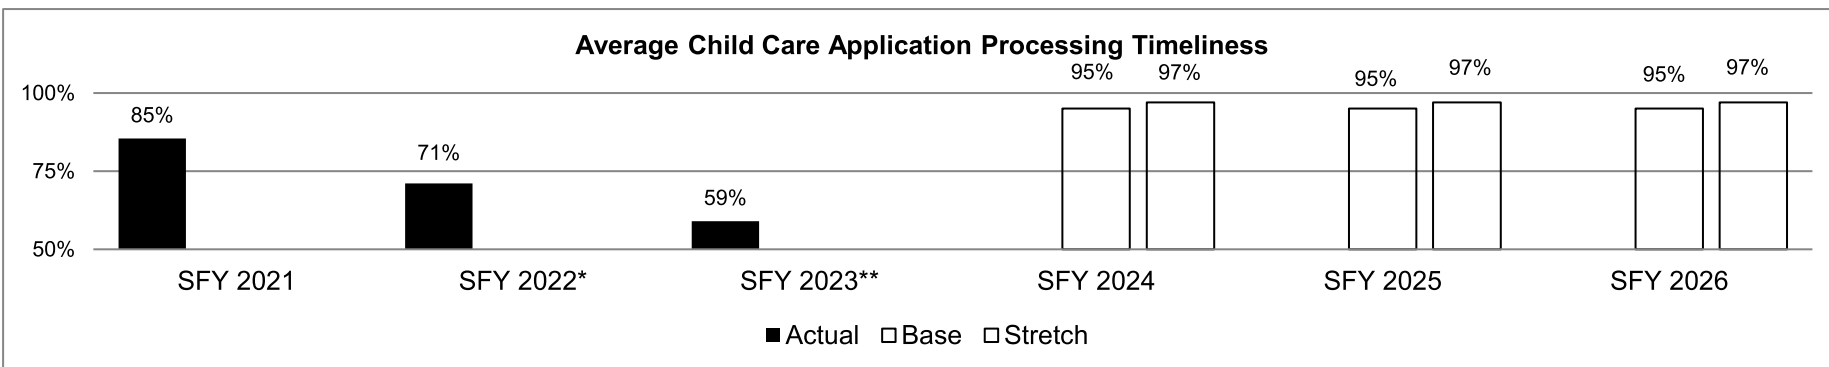 Average Child Care Application Processing Timeliness
95% 97% 95% 97% 95% 97%
100%
85%
71%
75%
59%
50%
SFY 2021 SFY 2022* SFY 2023** SFY 2024 SFY 2025 SFY 2026
Actual Base Stretch